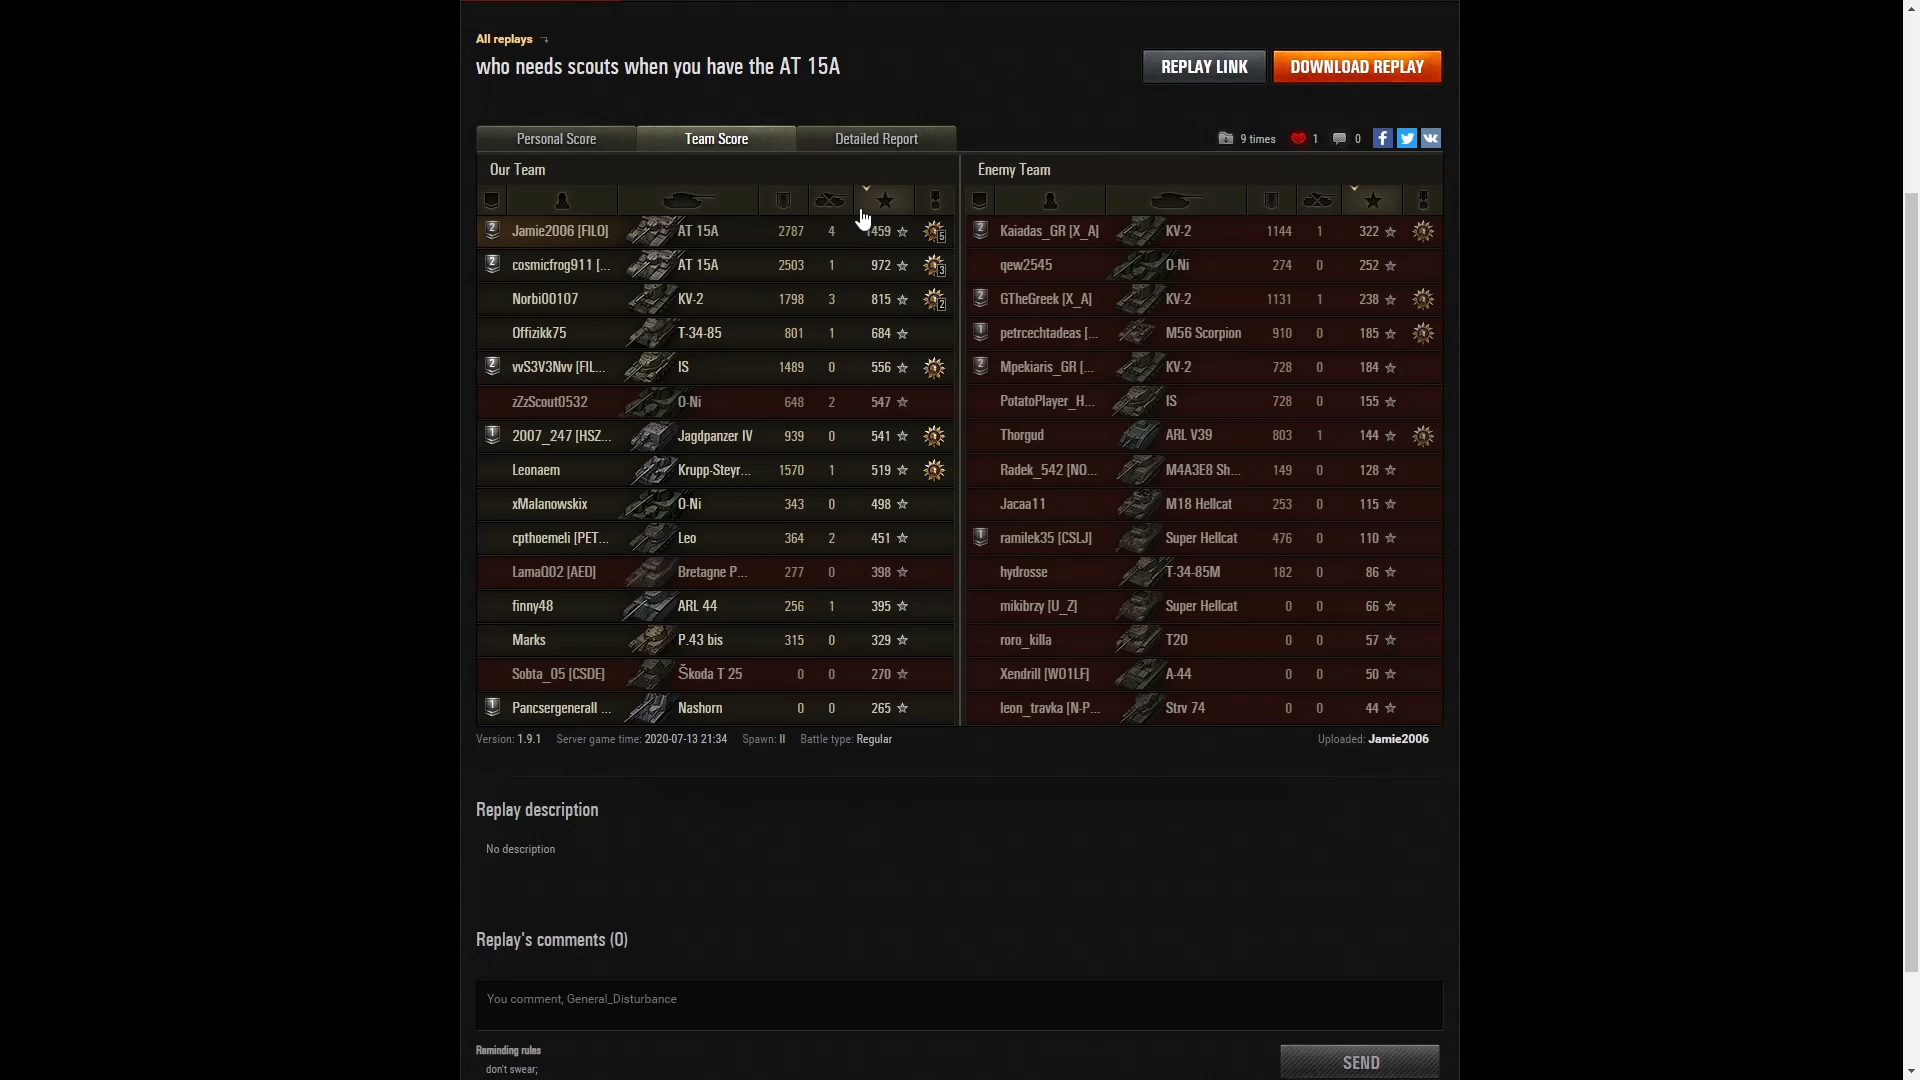 All replays
who needs scouts when you have the AT 15A
REPLAY LINK
DOWNLOAD REPLAY
Personal Score Team Score Detailed Report
9 times 1 0
Our Team
Jamie2006 [FILO] AT 15A 2787 4 1459 5
cosmicfrog911 [... AT 15A 2503 1 972 3
Norbi00107 KV-2 1798 3 815 2
Offizikk75 T-34-85 801 1 684
vvS3V3Nvv [FIL... IS 1489 0 556
zZzScout0532 O-Ni 648 2 547
2007_247 [HSZ... Jagdpanzer IV 939 0 541
Leonaem Krupp-Steyr... 1570 1 519
xMalanowskix O-Ni 343 0 498
cpthoemeli [PET... Leo 364 2 451
LamaQ02 [AED] Bretagne P... 277 0 398
finny48 ARL 44 256 1 395
Marks P.43 bis 315 0 329
Sobta_05 [CSDE] Škoda T 25 0 0 270
Pancsergenerall ... Nashorn 0 0 265
Enemy Team
Kaiadas_GR [X_A] KV-2 1144 1 322
qew2545 O-Ni 274 0 252
GTheGreek [X_A] KV-2 1131 1 238
petrcechtadeas [... M56 Scorpion 910 0 185
Mpekiaris_GR [... KV-2 728 0 184
PotatoPlayer_H... IS 728 0 155
Thorgud ARL V39 803 1 144
Radek_542 [NO... M4A3E8 Sh... 149 0 128
Jacaa11 M18 Hellcat 253 0 115
ramilek35 [CSLJ] Super Hellcat 476 0 110
hydrosse T-34-85M 182 0 86
mikibrzy [U_Z] Super Hellcat 0 0 66
roro_killa T20 0 0 57
Xendrill [WO1LF] A-44 0 0 50
leon_travka [N-P... Strv 74 0 0 44
Version: 1.9.1 Server game time: 2020-07-13 21:34 Spawn: II Battle type: Regular
Uploaded: Jamie2006
Replay description
No description
Replay's comments (0)
You comment, General_Disturbance
Reminding rules
don't swear;
SEND